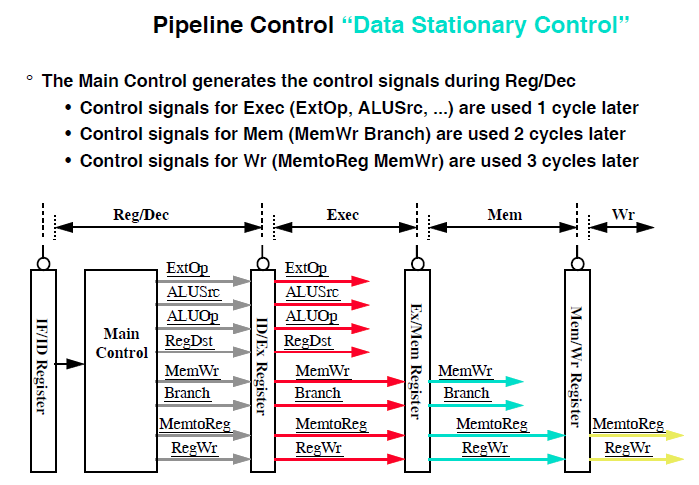 Pipeline Control “Data Stationary Control”
° The Main Control generates the control signals during Reg/Dec
• Control signals for Exec (ExtOp, ALUSrc, ...) are used 1 cycle later
• Control signals for Mem (MemWr Branch) are used 2 cycles later
• Control signals for Wr (MemtoReg MemWr) are used 3 cycles later
Reg/Dec Exec Mem Wr
IF/ID Register
Main
Control
ExtOp
ALUSrc
ALUOp
RegDst
MemWr
Branch
MemtoReg
RegWr
ID/Ex Register
ExtOp
ALUSrc
ALUOp
RegDst
MemWr
Branch
MemtoReg
RegWr
Ex/Mem Register
MemWr
Branch
MemtoReg
RegWr
Mem/Wr Register
MemtoReg
RegWr